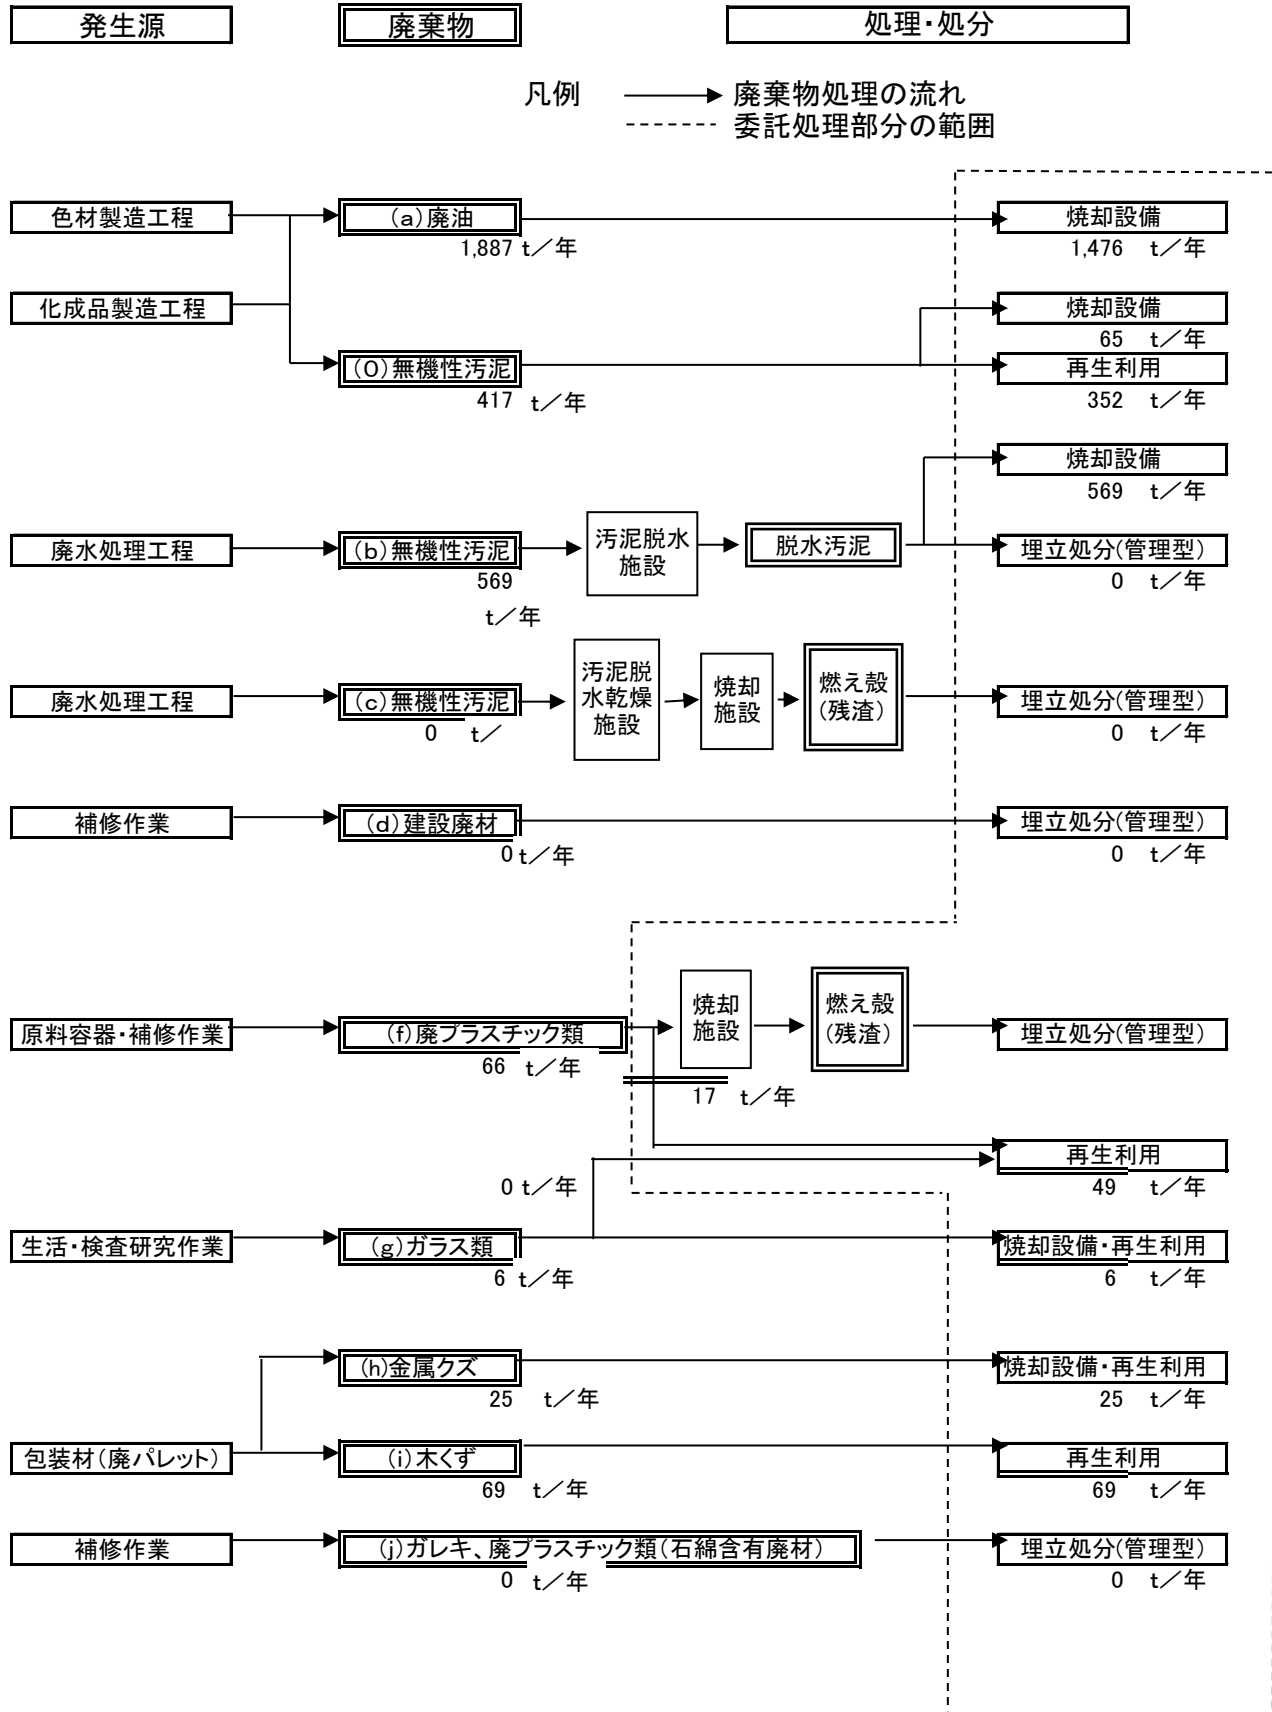 発生源 廃棄物 処理・処分
凡例 廃棄物処理の流れ
委託処理部分の範囲
色材製造工程 (a)廃油 焼却設備
1,887 t／年 1,476 t／年
化成品製造工程 焼却設備
65 t／年
(O)無機性汚泥 再生利用
417 t／年 352 t／年
焼却設備
569 t／年
廃水処理工程 (b)無機性汚泥 汚泥脱水
施設 脱水汚泥 埋立処分(管理型)
569 0 t／年
t／年
廃水処理工程 (c)無機性汚泥 汚泥脱
水乾燥
施設 焼却
施設 燃え殻
(残渣) 埋立処分(管理型)
0 t／ 0 t／年
補修作業 (d)建設廃材 埋立処分(管理型)
0 t／年 0 t／年
原料容器・補修作業 (f)廃プラスチック類 焼却
施設 燃え殻
(残渣) 埋立処分(管理型)
66 t／年
17 t／年
再生利用
0 t／年 49 t／年
生活・検査研究作業 (g)ガラス類 焼却設備・再生利用
6 t／年 6 t／年
(h)金属クズ 焼却設備・再生利用
25 t／年 25 t／年
包装材(廃パレット) (i)木くず 再生利用
69 t／年 69 t／年
補修作業 (j)ガレキ、廃プラスチック類(石綿含有廃材) 埋立処分(管理型)
0 t／年 0 t／年